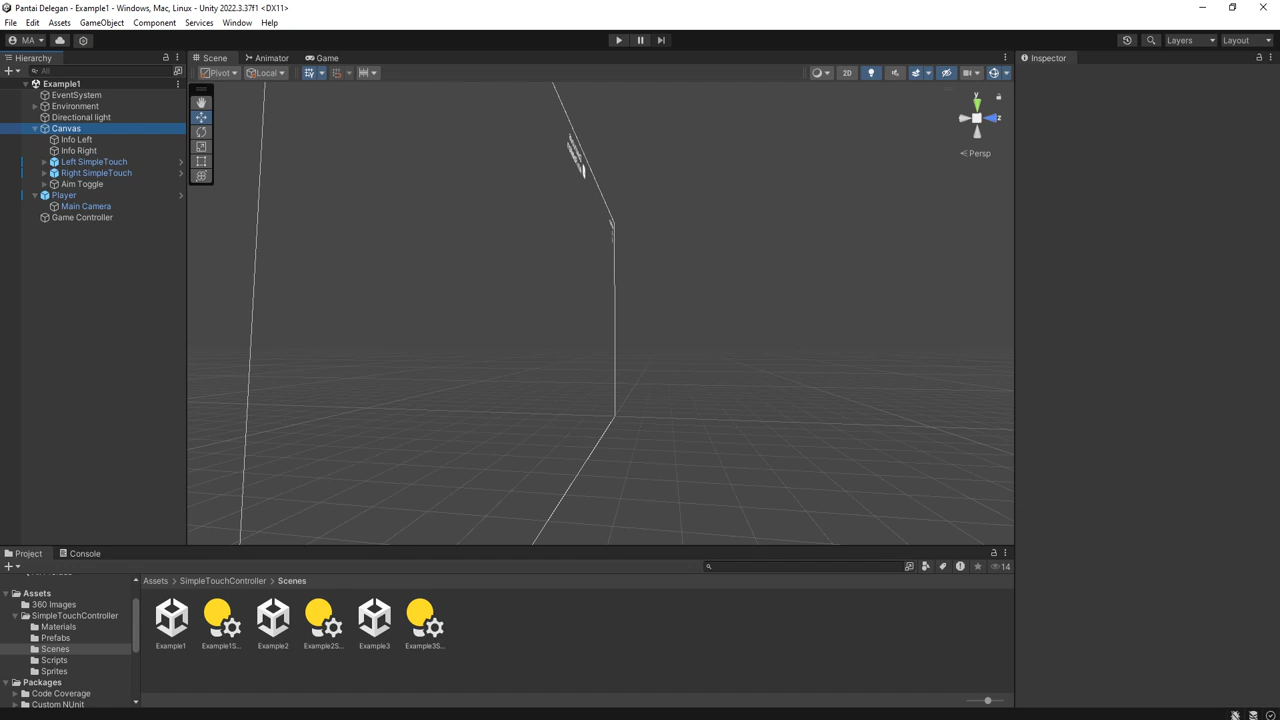 Pantai Delegan - Example1 - Windows, Mac, Linux - Unity 2022.3.37f1 <DX11>
File Edit Assets GameObject Component Services Window Help
MA Layers Layout
Hierarchy Scene Animator Game Inspector
All Pivot Local 2D
Example1
EventSystem
Environment
Directional light
Canvas
Info Left
Info Right
Left SimpleTouch
Right SimpleTouch
Aim Toggle
Player
Main Camera
Game Controller
y
z
Persp
Project Console
14
Assets > SimpleTouchController > Scenes
Assets
360 Images
SimpleTouchController
Materials
Prefabs
Scenes
Scripts
Sprites
Packages
Code Coverage
Custom NUnit
Example1 Example1S... Example2 Example2S... Example3 Example3S...